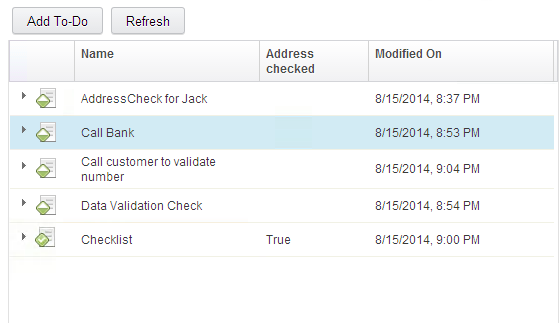 Add To-Do Refresh
Name Address checked Modified On
AddressCheck for Jack 8/15/2014, 8:37 PM
Call Bank 8/15/2014, 8:53 PM
Call customer to validate number 8/15/2014, 9:04 PM
Data Validation Check 8/15/2014, 8:54 PM
Checklist True 8/15/2014, 9:00 PM